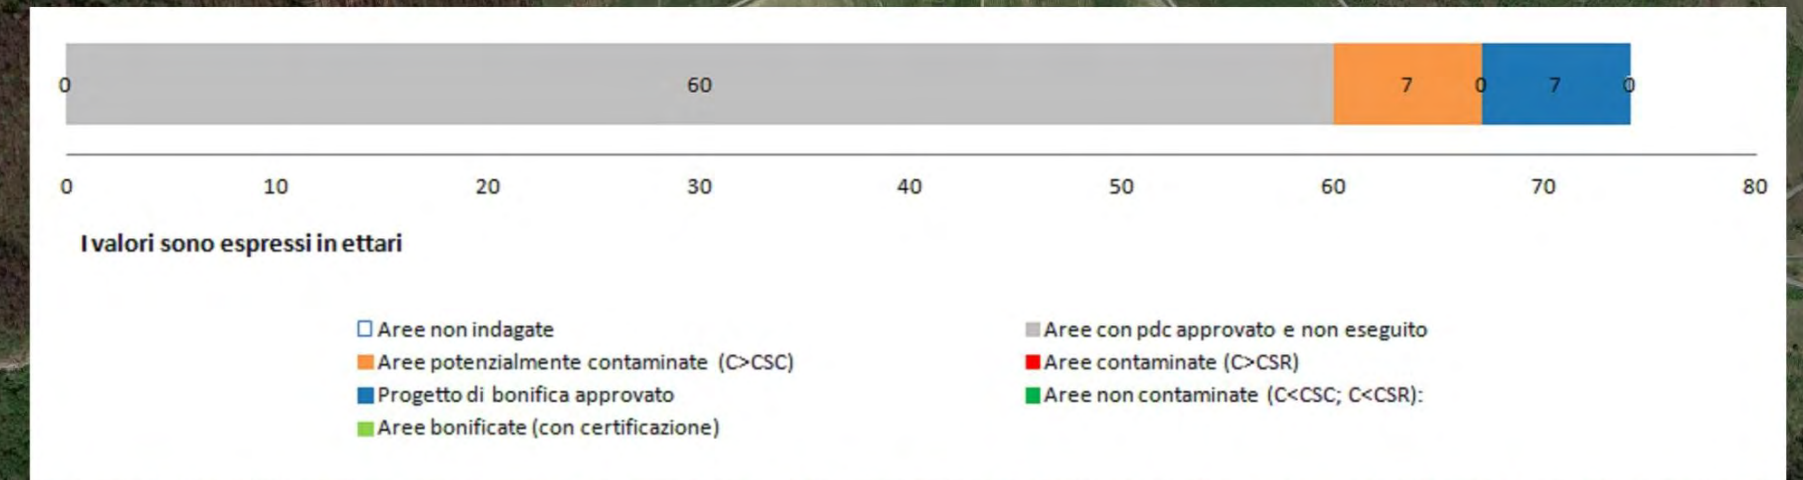 0 60 7 0 7 0
0 10 20 30 40 50 60 70 80
I valori sono espressi in ettari
Aree non indagate Aree con pdc approvato e non eseguito
Aree potenzialmente contaminate (C>CSC) Aree contaminate (C>CSR)
Progetto di bonifica approvato Aree non contaminate (C<CSC; C<CSR):
Aree bonificate (con certificazione)